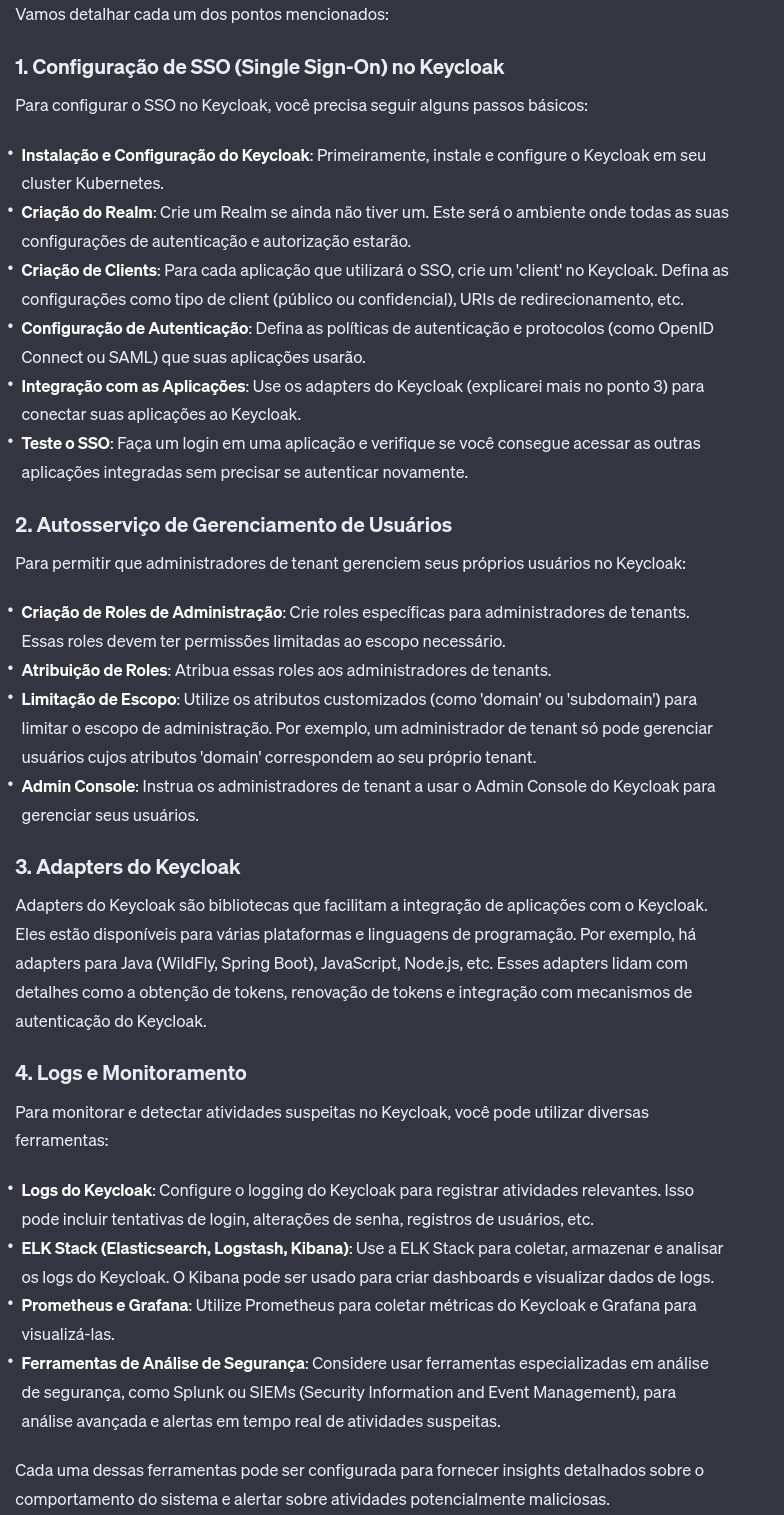 Vamos detalhar cada um dos pontos mencionados:
1. Configuração de SSO (Single Sign-On) no Keycloak
Para configurar o SSO no Keycloak, você precisa seguir alguns passos básicos:
• Instalação e Configuração do Keycloak: Primeiramente, instale e configure o Keycloak em seu
cluster Kubernetes.
• Criação do Realm: Crie um Realm se ainda não tiver um. Este será o ambiente onde todas as suas
configurações de autenticação e autorização estarão.
• Criação de Clients: Para cada aplicação que utilizará o SSO, crie um 'client' no Keycloak. Defina as
configurações como tipo de client (público ou confidencial), URIs de redirecionamento, etc.
• Configuração de Autenticação: Defina as políticas de autenticação e protocolos (como OpenID
Connect ou SAML) que suas aplicações usarão.
• Integração com as Aplicações: Use os adapters do Keycloak (explicarei mais no ponto 3) para
conectar suas aplicações ao Keycloak.
• Teste o SSO: Faça um login em uma aplicação e verifique se você consegue acessar as outras
aplicações integradas sem precisar se autenticar novamente.
2. Autosserviço de Gerenciamento de Usuários
Para permitir que administradores de tenant gerenciem seus próprios usuários no Keycloak:
• Criação de Roles de Administração: Crie roles específicas para administradores de tenants.
Essas roles devem ter permissões limitadas ao escopo necessário.
• Atribuição de Roles: Atribua essas roles aos administradores de tenants.
• Limitação de Escopo: Utilize os atributos customizados (como 'domain' ou 'subdomain') para
limitar o escopo de administração. Por exemplo, um administrador de tenant só pode gerenciar
usuários cujos atributos 'domain' correspondem ao seu próprio tenant.
• Admin Console: Instrua os administradores de tenant a usar o Admin Console do Keycloak para
gerenciar seus usuários.
3. Adapters do Keycloak
Adapters do Keycloak são bibliotecas que facilitam a integração de aplicações com o Keycloak.
Eles estão disponíveis para várias plataformas e linguagens de programação. Por exemplo, há
adapters para Java (WildFly, Spring Boot), JavaScript, Node.js, etc. Esses adapters lidam com
detalhes como a obtenção de tokens, renovação de tokens e integração com mecanismos de
autenticação do Keycloak.
4. Logs e Monitoramento
Para monitorar e detectar atividades suspeitas no Keycloak, você pode utilizar diversas
ferramentas:
• Logs do Keycloak: Configure o logging do Keycloak para registrar atividades relevantes. Isso
pode incluir tentativas de login, alterações de senha, registros de usuários, etc.
• ELK Stack (Elasticsearch, Logstash, Kibana): Use a ELK Stack para coletar, armazenar e analisar
os logs do Keycloak. O Kibana pode ser usado para criar dashboards e visualizar dados de logs.
• Prometheus e Grafana: Utilize Prometheus para coletar métricas do Keycloak e Grafana para
visualizá-las.
• Ferramentas de Análise de Segurança: Considere usar ferramentas especializadas em análise
de segurança, como Splunk ou SIEMs (Security Information and Event Management), para
análise avançada e alertas em tempo real de atividades suspeitas.
Cada uma dessas ferramentas pode ser configurada para fornecer insights detalhados sobre o
comportamento do sistema e alertar sobre atividades potencialmente maliciosas.